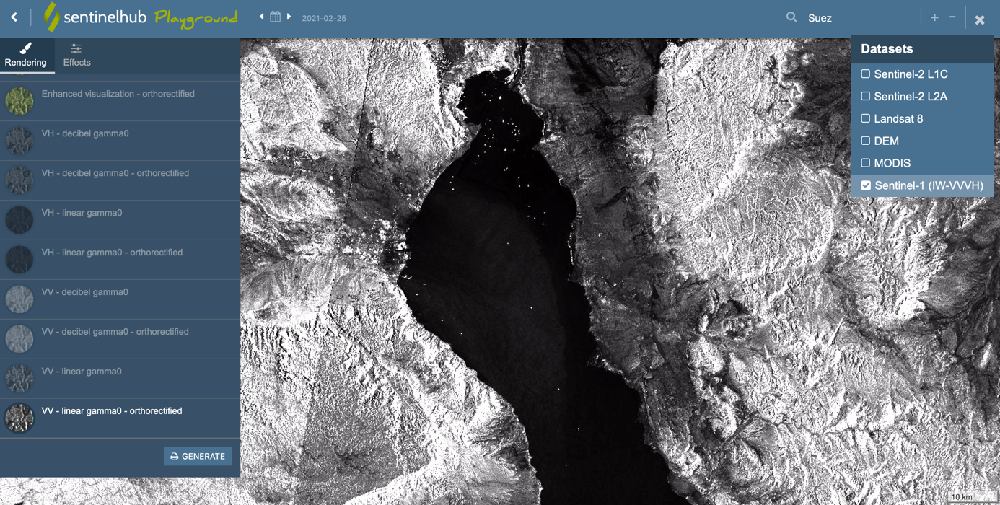 sentinelhub Playground
2021-02-25
Suez
Rendering
Effects
Enhanced visualization - orthorectified
VH - decibel gamma0
VH - decibel gamma0 - orthorectified
VH - linear gamma0
VH - linear gamma0 - orthorectified
VV - decibel gamma0
VV - decibel gamma0 - orthorectified
VV - linear gamma0
VV - linear gamma0 - orthorectified
GENERATE
Datasets
Sentinel-2 L1C
Sentinel-2 L2A
Landsat 8
DEM
MODIS
Sentinel-1 (IW-VVVH)
10 km